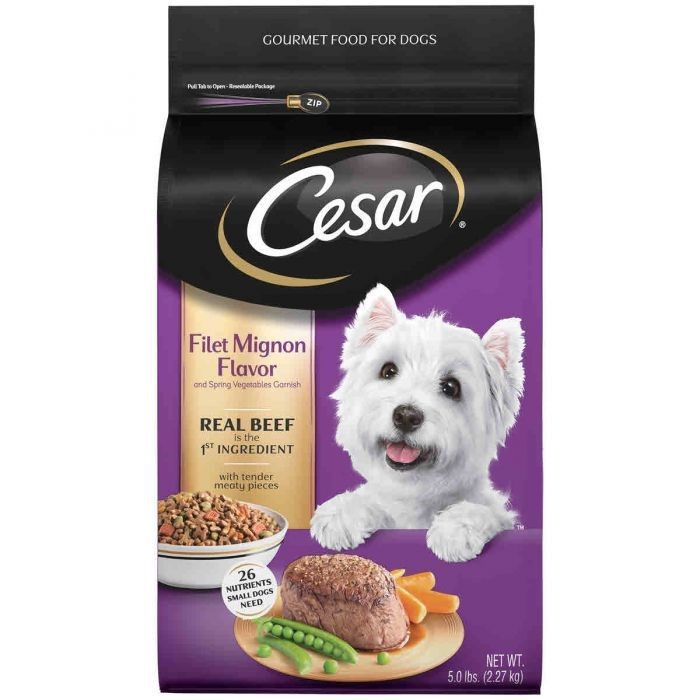 GOURMET FOOD FOR DOGS
Pull Tab to Open - Resealable Package
ZIP
Cesar®
Filet Mignon
Flavor
and Spring Vegetables Garnish
REAL BEEF
is the
1ST INGREDIENT
with tender
meaty pieces
26
NUTRIENTS
SMALL DOGS
NEED
TM
NET WT.
5.0 lbs. (2.27 kg)